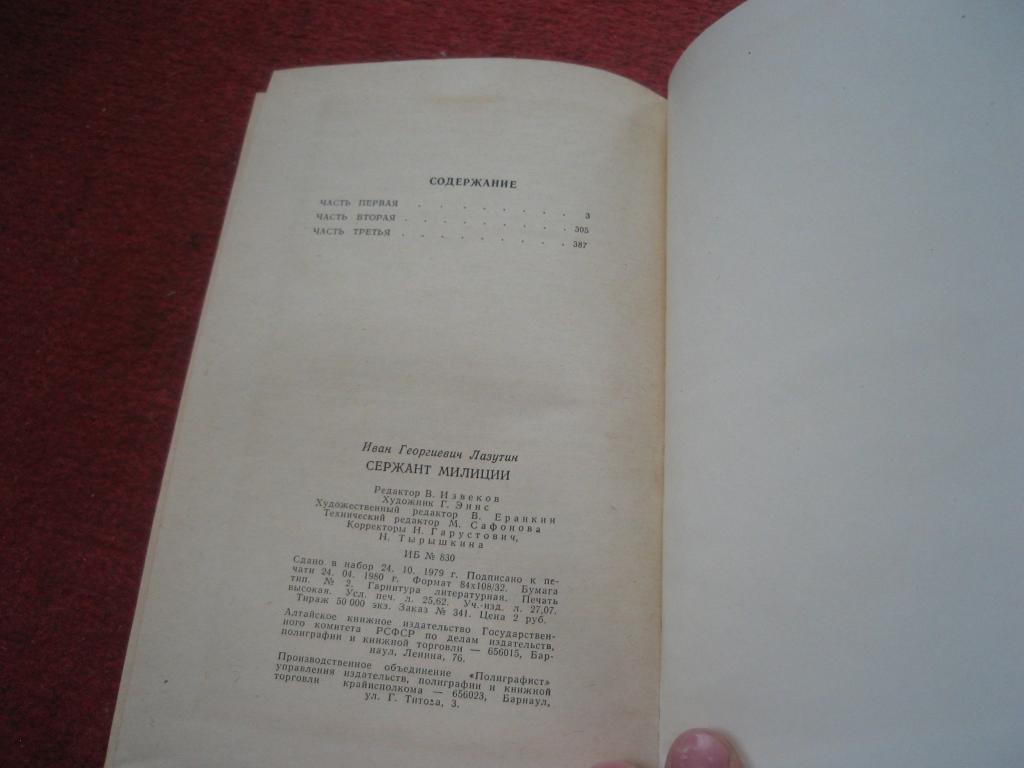 СОДЕРЖАНИЕ
ЧАСТЬ ПЕРВАЯ . . . . . . . . 3
ЧАСТЬ ВТОРАЯ . . . . . . . . . 305
ЧАСТЬ ТРЕТЬЯ . . . . . . . . . 387
Иван Георгиевич Лазутин
СЕРЖАНТ МИЛИЦИИ
Редактор В. Извеков
Художник Г. Эннс
Художественный редактор В. Еранкин
Технический редактор М. Сафонова
Корректоры Н. Гарустович,
Н. Тырышкина
ИБ № 830
Сдано в набор 24. 10. 1979 г. Подписано к пе-
чати 24. 04. 1980 г. Формат 84х108/32. Бумага
тип. № 2. Гарнитура литературная. Печать
высокая. Усл. печ. л. 25,62. Уч.-изд. л. 27,07.
Тираж 50 000 экз. Заказ № 341. Цена 2 руб.
Алтайское книжное издательство Государствен-
ного комитета РСФСР по делам издательств,
полиграфии и книжной торговли — 656015, Бар-
наул, Ленина, 76.
Производственное объединение «Полиграфист»
управления издательств, полиграфии и книжной
торговли крайисполкома — 656023, Барнаул,
ул. Г. Титова, 3.